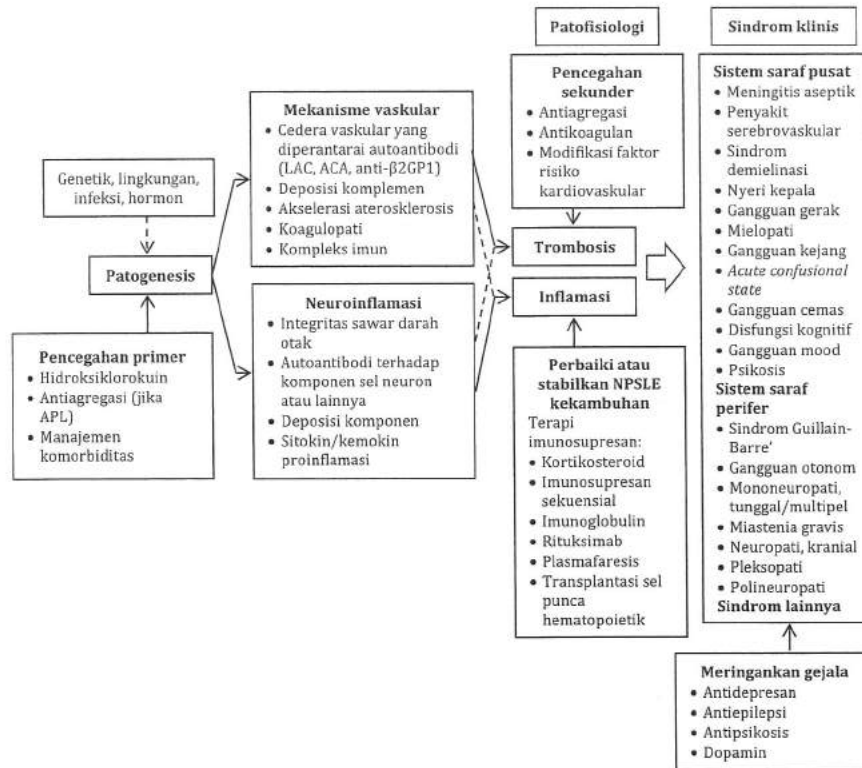 Patofisiologi
Sindrom klinis
Genetik, lingkungan,
infeksi, hormon
Patogenesis
Pencegahan primer
• Hidroksiklorokuin
• Antiagregasi (jika
APL)
• Manajemen
komorbiditas
Mekanisme vaskular
• Cedera vaskular yang
diperantarai autoantibodi
(LAC, ACA, anti-β2GP1)
• Deposisi komplemen
• Akselerasi aterosklerosis
• Koagulopati
• Kompleks imun
Neuroinflamasi
• Integritas sawar darah
otak
• Autoantibodi terhadap
komponen sel neuron
atau lainnya
• Deposisi komponen
• Sitokin/kemokin
proinflamasi
Pencegahan
sekunder
• Antiagregasi
• Antikoagulan
• Modifikasi faktor
risiko
kardiovaskular
Trombosis
Inflamasi
Perbaiki atau
stabilkan NPSLE
kekambuhan
Terapi
imunosupresan:
• Kortikosteroid
• Imunosupresan
sekuensial
• Imunoglobulin
• Rituksimab
• Plasmafaresis
• Transplantasi sel
punca
hematopoietik
Sistem saraf pusat
• Meningitis aseptik
• Penyakit
serebrovaskular
• Sindrom
demielinasi
• Nyeri kepala
• Gangguan gerak
• Mielopati
• Gangguan kejang
• Acute confusional
state
• Gangguan cemas
• Disfungsi kognitif
• Gangguan mood
• Psikosis
Sistem saraf
perifer
• Sindrom Guillain-
Barre'
• Gangguan otonom
• Mononeuropati,
tunggal/multipel
• Miastenia gravis
• Neuropati, kranial
• Pleksopati
• Polineuropati
Sindrom lainnya
Meringankan gejala
• Antidepresan
• Antiepilepsi
• Antipsikosis
• Dopamin